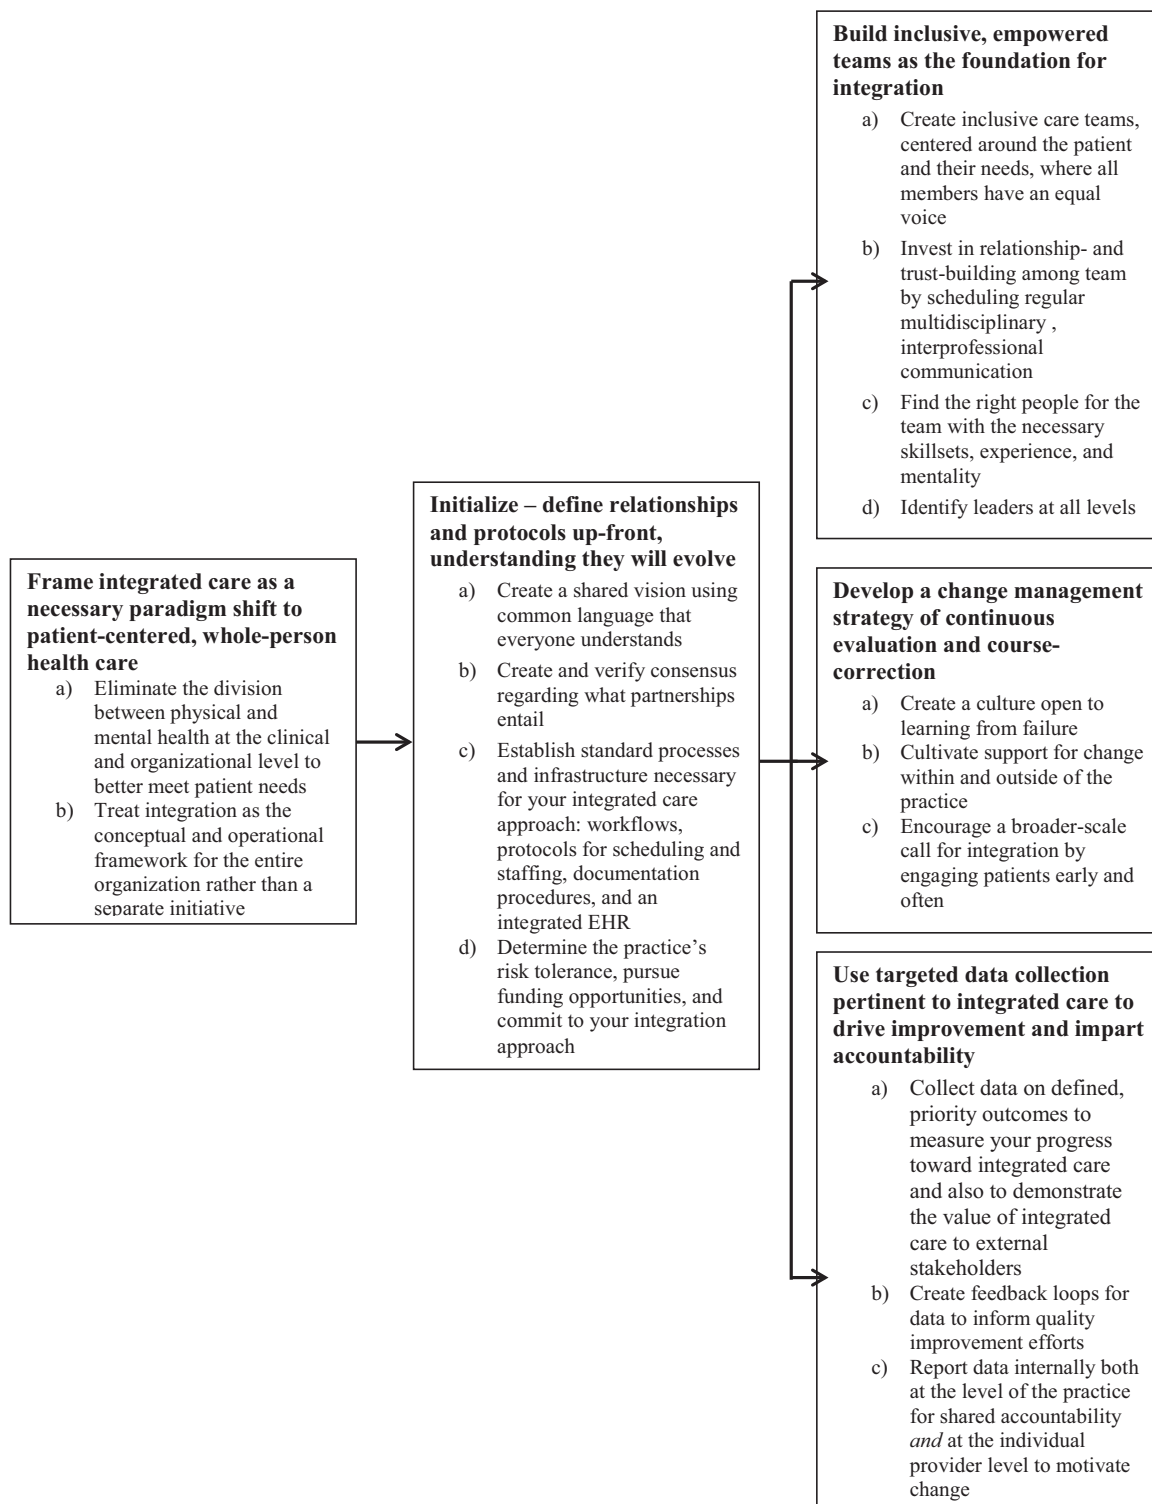 Frame integrated care as a
necessary paradigm shift to
patient-centered, whole-person
health care
a) Eliminate the division
between physical and
mental health at the clinical
and organizational level to
better meet patient needs
b) Treat integration as the
conceptual and operational
framework for the entire
organization rather than a
separate initiative
Initialize – define relationships
and protocols up-front,
understanding they will evolve
a) Create a shared vision using
common language that
everyone understands
b) Create and verify consensus
regarding what partnerships
entail
c) Establish standard processes
and infrastructure necessary
for your integrated care
approach: workflows,
protocols for scheduling and
staffing, documentation
procedures, and an
integrated EHR
d) Determine the practice’s
risk tolerance, pursue
funding opportunities, and
commit to your integration
approach
Build inclusive, empowered
teams as the foundation for
integration
a) Create inclusive care teams,
centered around the patient
and their needs, where all
members have an equal
voice
b) Invest in relationship- and
trust-building among team
by scheduling regular
multidisciplinary ,
interprofessional
communication
c) Find the right people for the
team with the necessary
skillsets, experience, and
mentality
d) Identify leaders at all levels
Develop a change management
strategy of continuous
evaluation and course-
correction
a) Create a culture open to
learning from failure
b) Cultivate support for change
within and outside of the
practice
c) Encourage a broader-scale
call for integration by
engaging patients early and
often
Use targeted data collection
pertinent to integrated care to
drive improvement and impart
accountability
a) Collect data on defined,
priority outcomes to
measure your progress
toward integrated care
and also to demonstrate
the value of integrated
care to external
stakeholders
b) Create feedback loops for
data to inform quality
improvement efforts
c) Report data internally both
at the level of the practice
for shared accountability
and at the individual
provider level to motivate
change